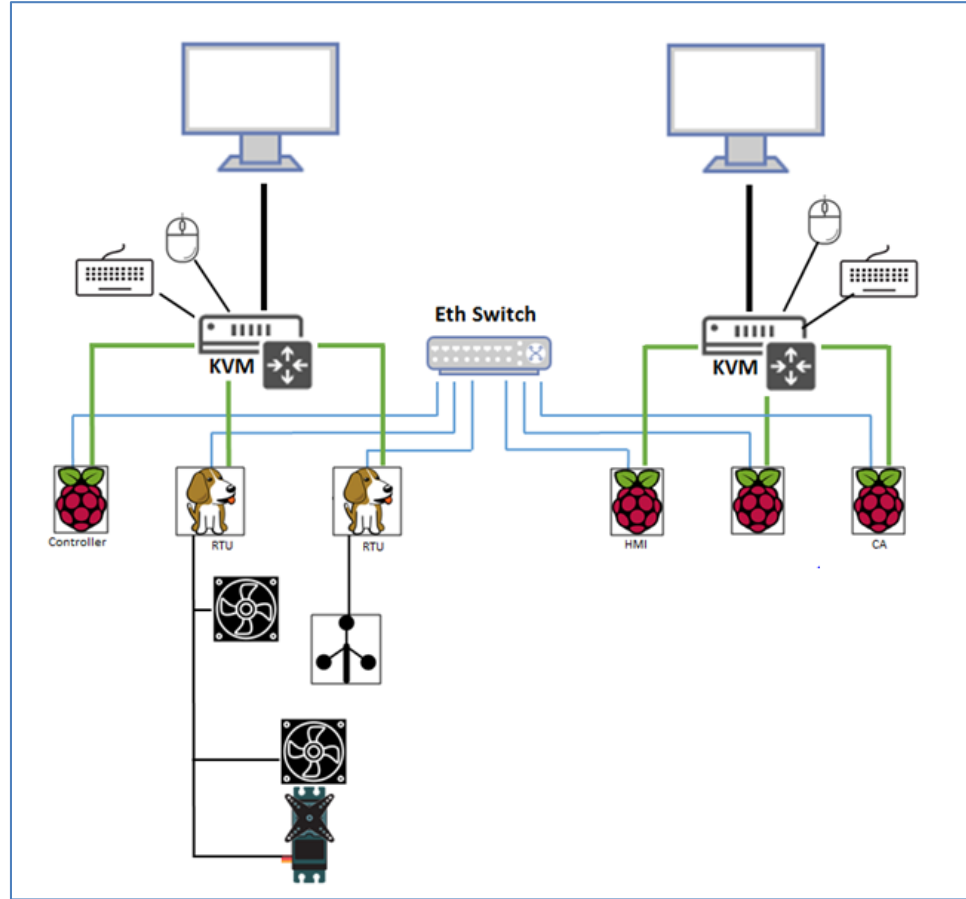 Eth Switch
KVM
KVM
Controller
RTU
RTU
HMI
CA